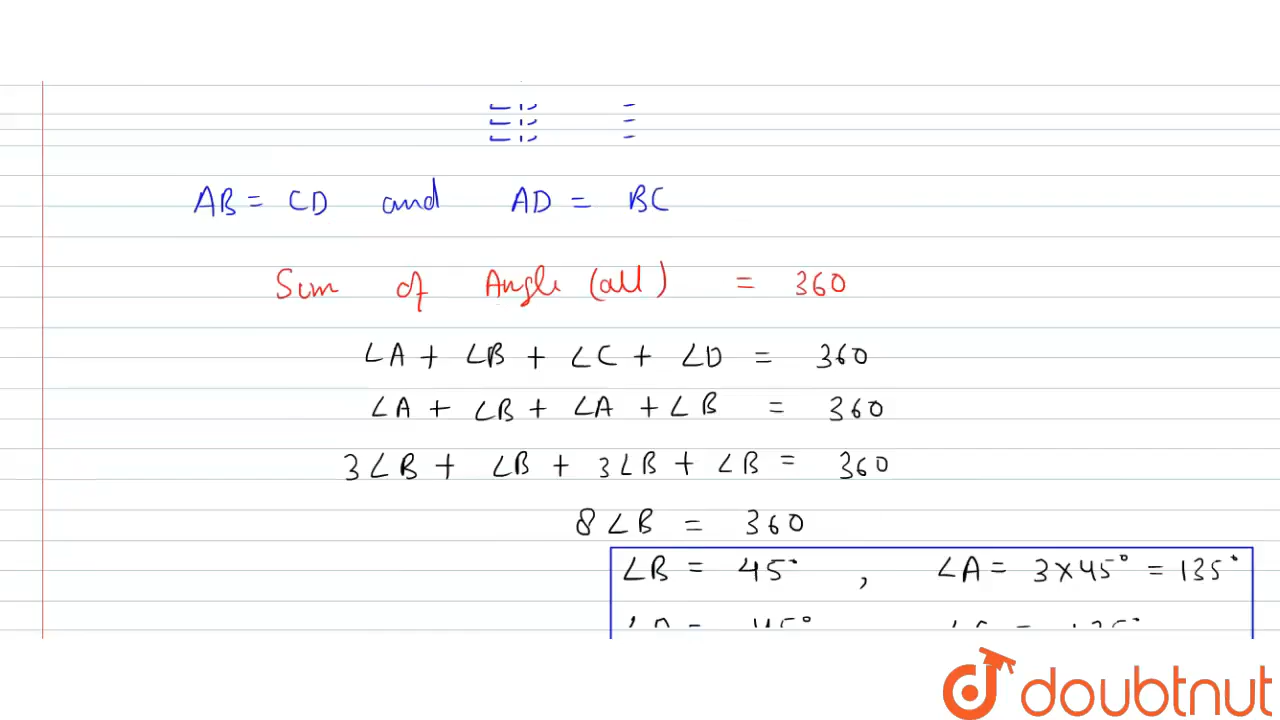 AB = CD and AD = BC
Sum of Angle (all) = 360
∠A + ∠B + ∠C + ∠D = 360
∠A + ∠B + ∠A + ∠B = 360
3∠B + ∠B + 3∠B + ∠B = 360
8∠B = 360
∠B = 45° , ∠A = 3×45° = 135°
doubtnut